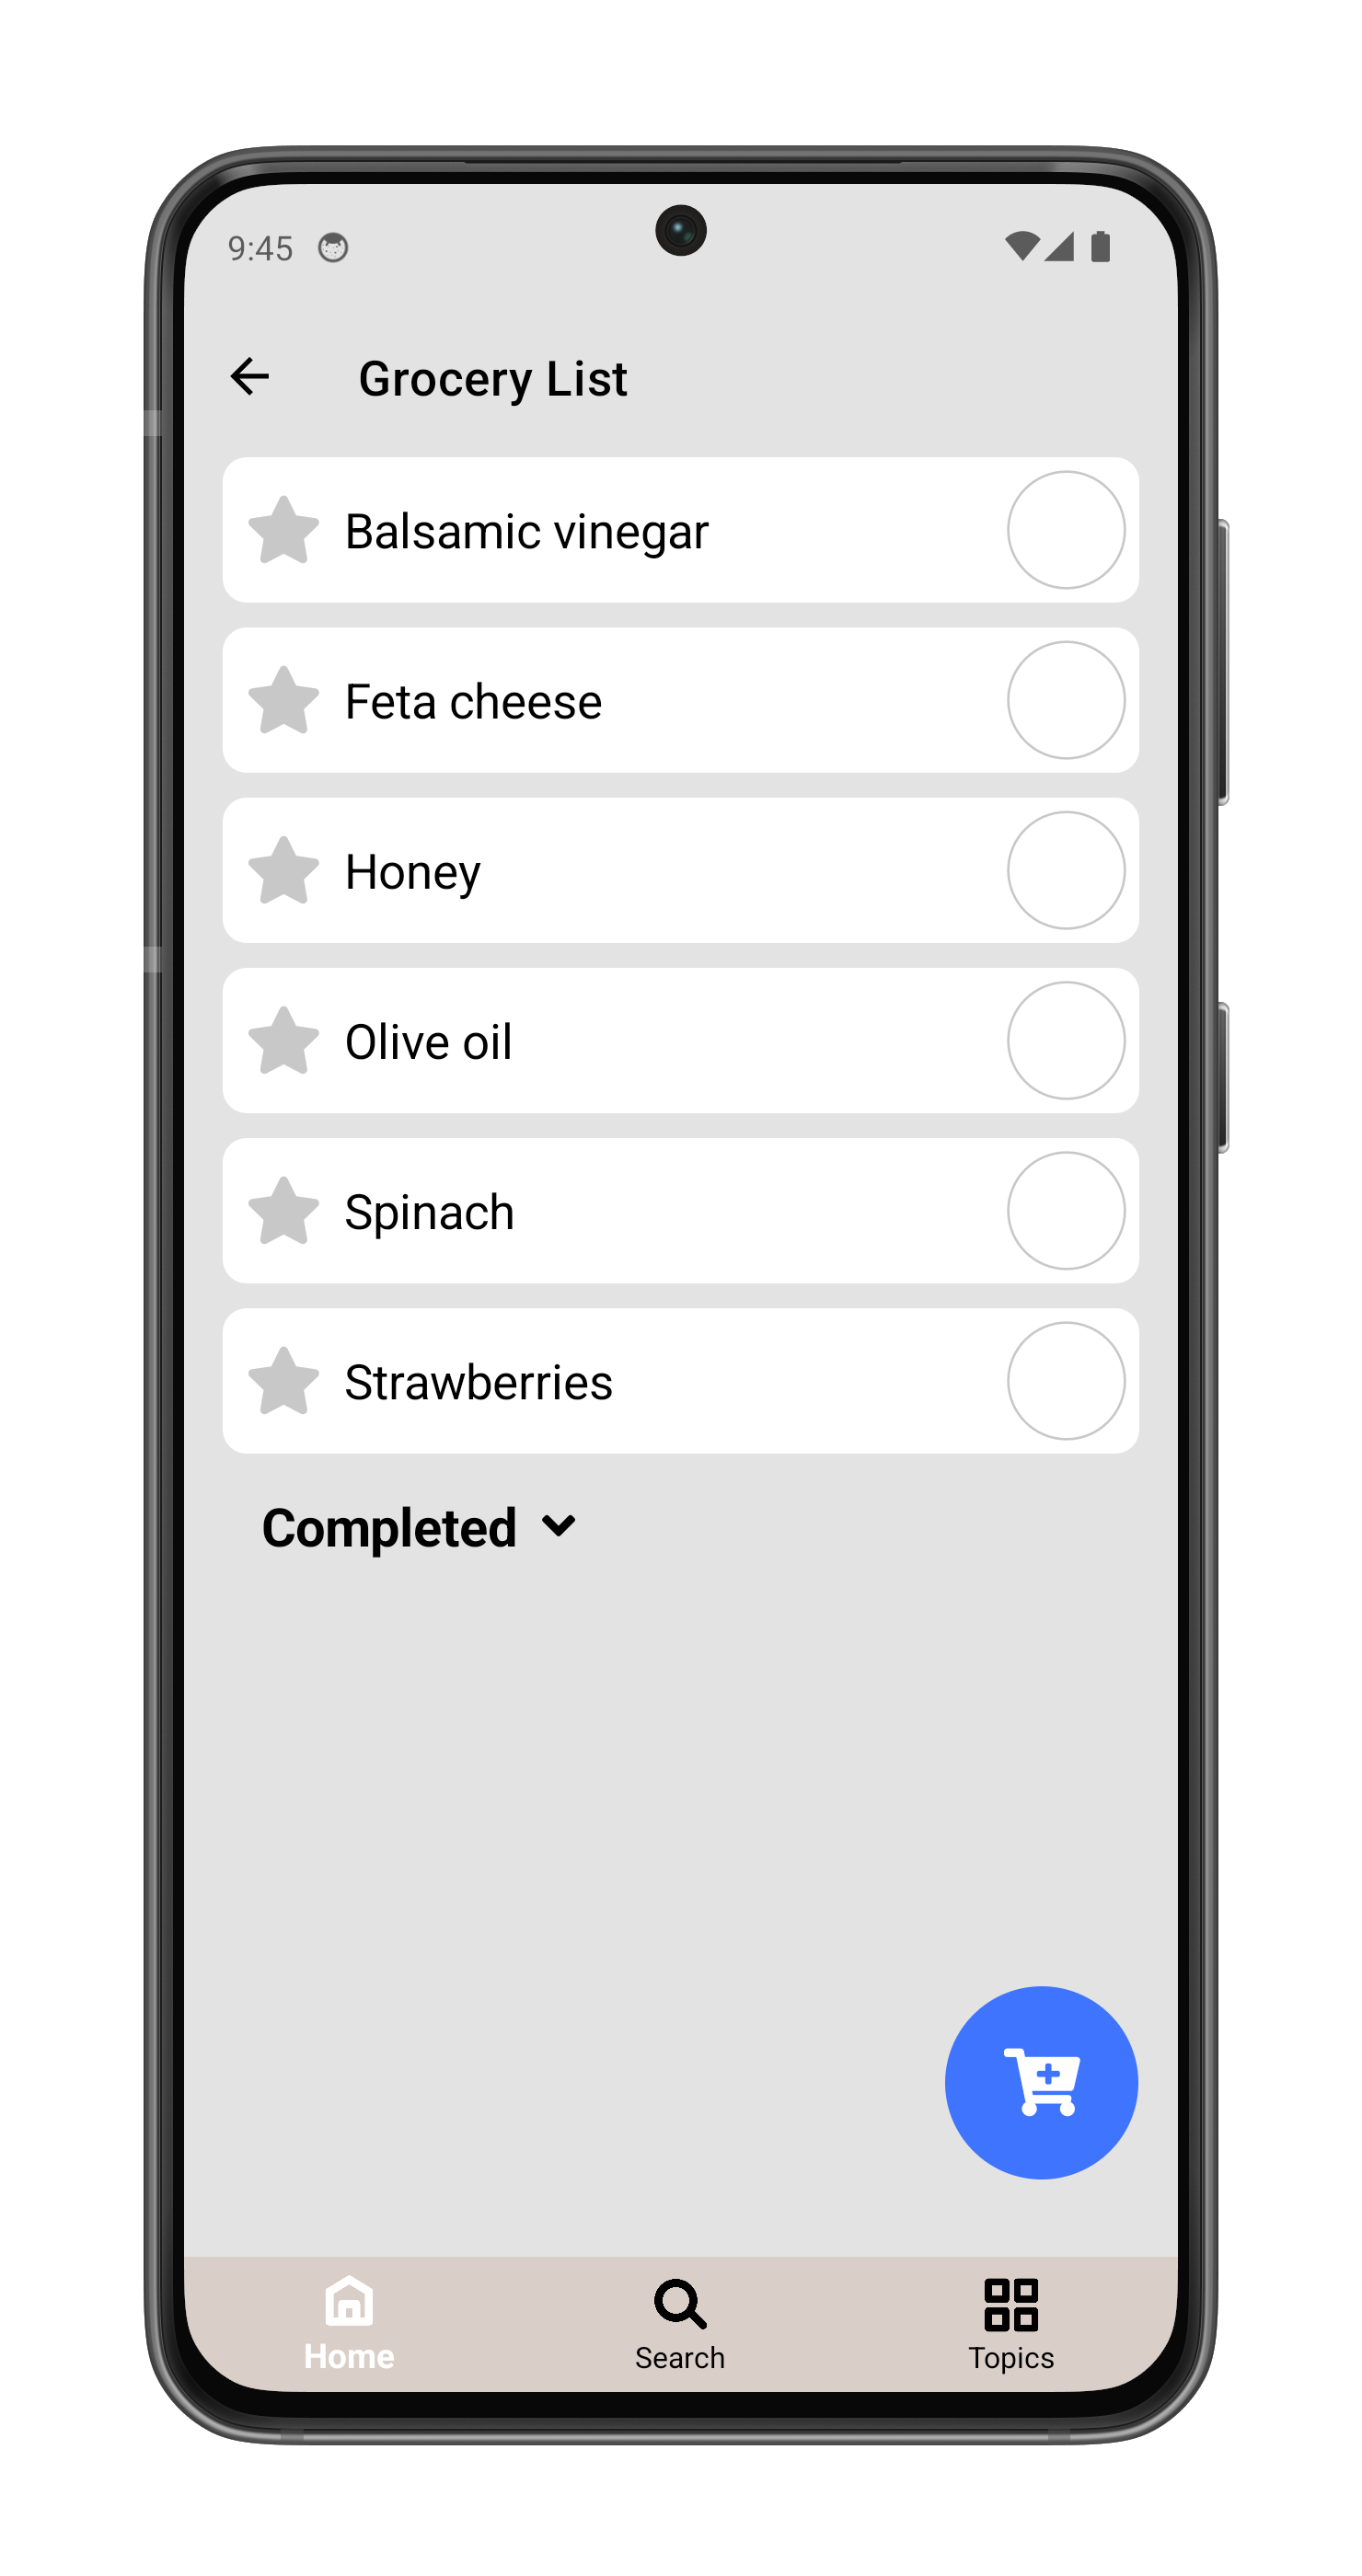 9:45
Grocery List
Balsamic vinegar
Feta cheese
Honey
Olive oil
Spinach
Strawberries
Completed
Home
Search
Topics